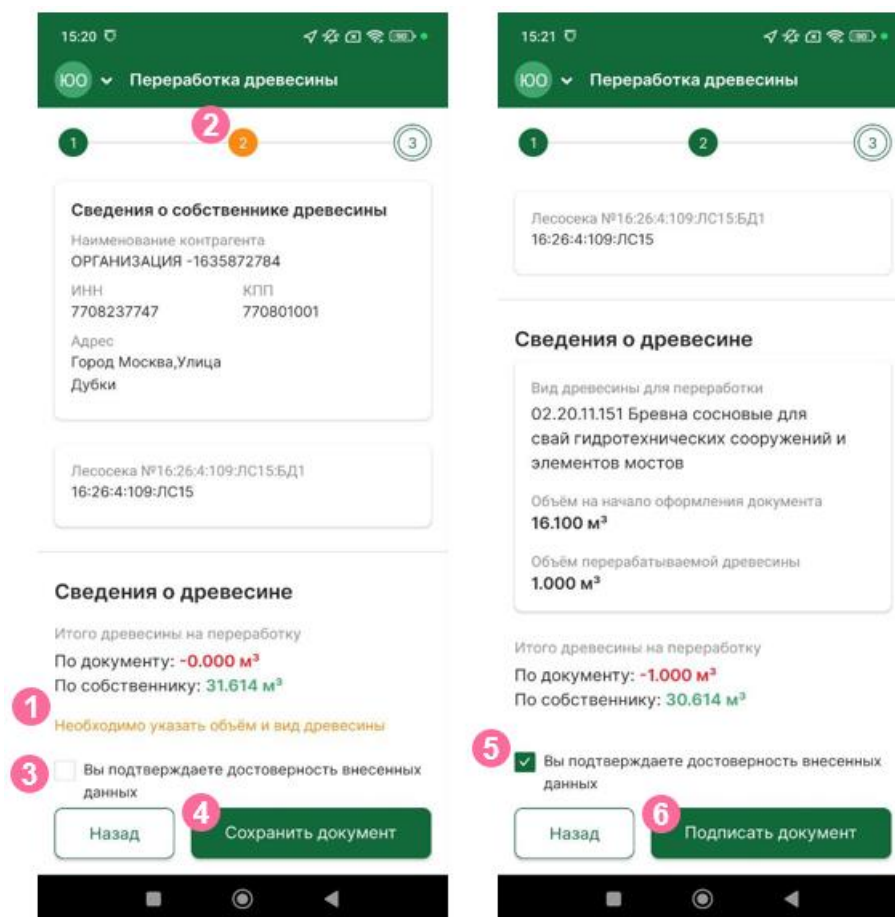 15:20
90
ЮО Переработка древесины
2
1 2 3
Сведения о собственнике древесины
Наименование контрагента
ОРГАНИЗАЦИЯ -1635872784
ИНН КПП
7708237747 770801001
Адрес
Город Москва,Улица
Дубки
Лесосека №16:26:4:109:ЛС15:БД1
16:26:4:109:ЛС15
Сведения о древесине
Итого древесины на переработку
По документу: -0.000 м³
По собственнику: 31.614 м³
1
Необходимо указать объём и вид древесины
3
Вы подтверждаете достоверность внесенных
данных
4
Назад Сохранить документ
15:21
90
ЮО Переработка древесины
1 2 3
Лесосека №16:26:4:109:ЛС15:БД1
16:26:4:109:ЛС15
Сведения о древесине
Вид древесины для переработки
02.20.11.151 Бревна сосновые для
свай гидротехнических сооружений и
элементов мостов
Объём на начало оформления документа
16.100 м³
Объём перерабатываемой древесины
1.000 м³
Итого древесины на переработку
По документу: -1.000 м³
По собственнику: 30.614 м³
5
Вы подтверждаете достоверность внесенных
данных
6
Назад Подписать документ